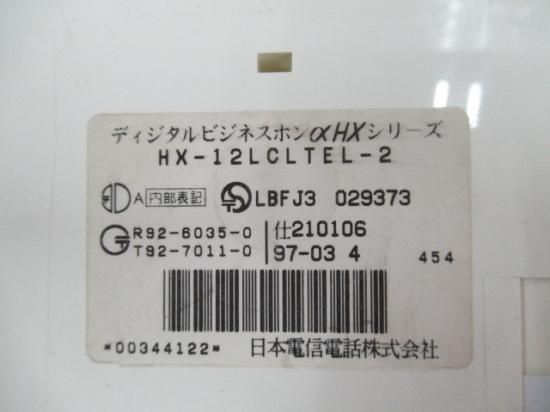 ディジタルビジネスホンαHXシリーズ
HX-12LCLTEL-2
A 内部表記 LBFJ3 029373
R92-6035-0 仕210106
T92-7011-0 97-03 4 454
*00344122* 日本電信電話株式会社